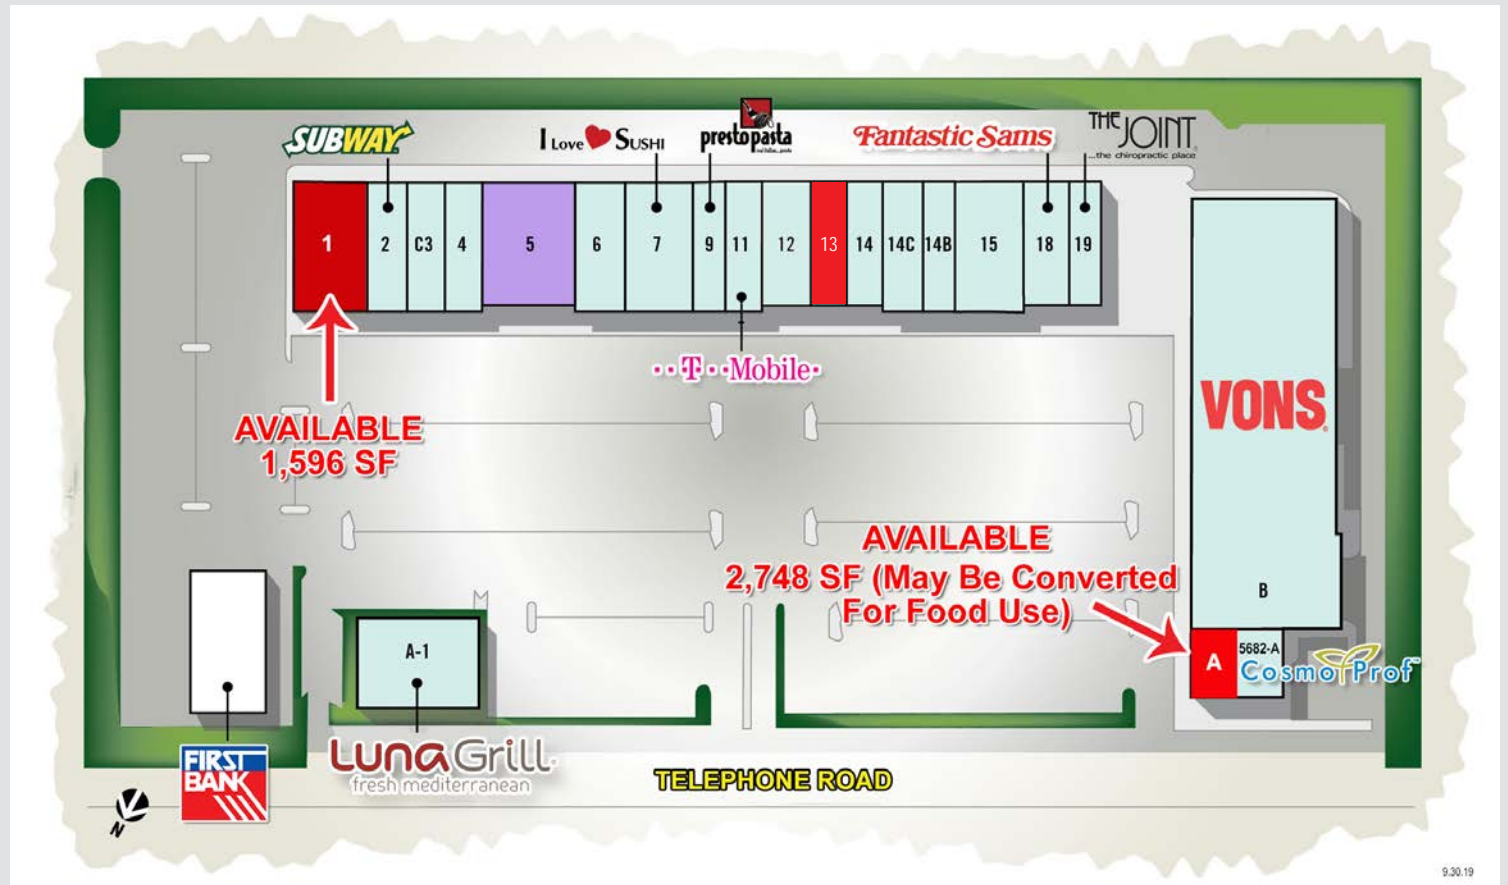 SUBWAY
I Love SUSHI
prestopasta
Fantastic Sams
THE JOINT
...the chiropractic place
1
2
C3
4
5
6
7
9
11
12
13
14
14C
14B
15
18
19
T Mobile
AVAILABLE
1,596 SF
VONS
AVAILABLE
2,748 SF (May Be Converted
For Food Use)
B
A
5682-A
CosmoProf
A-1
FIRST
BANK
LUNA Grill
fresh mediterranean
TELEPHONE ROAD
N
9.30.19